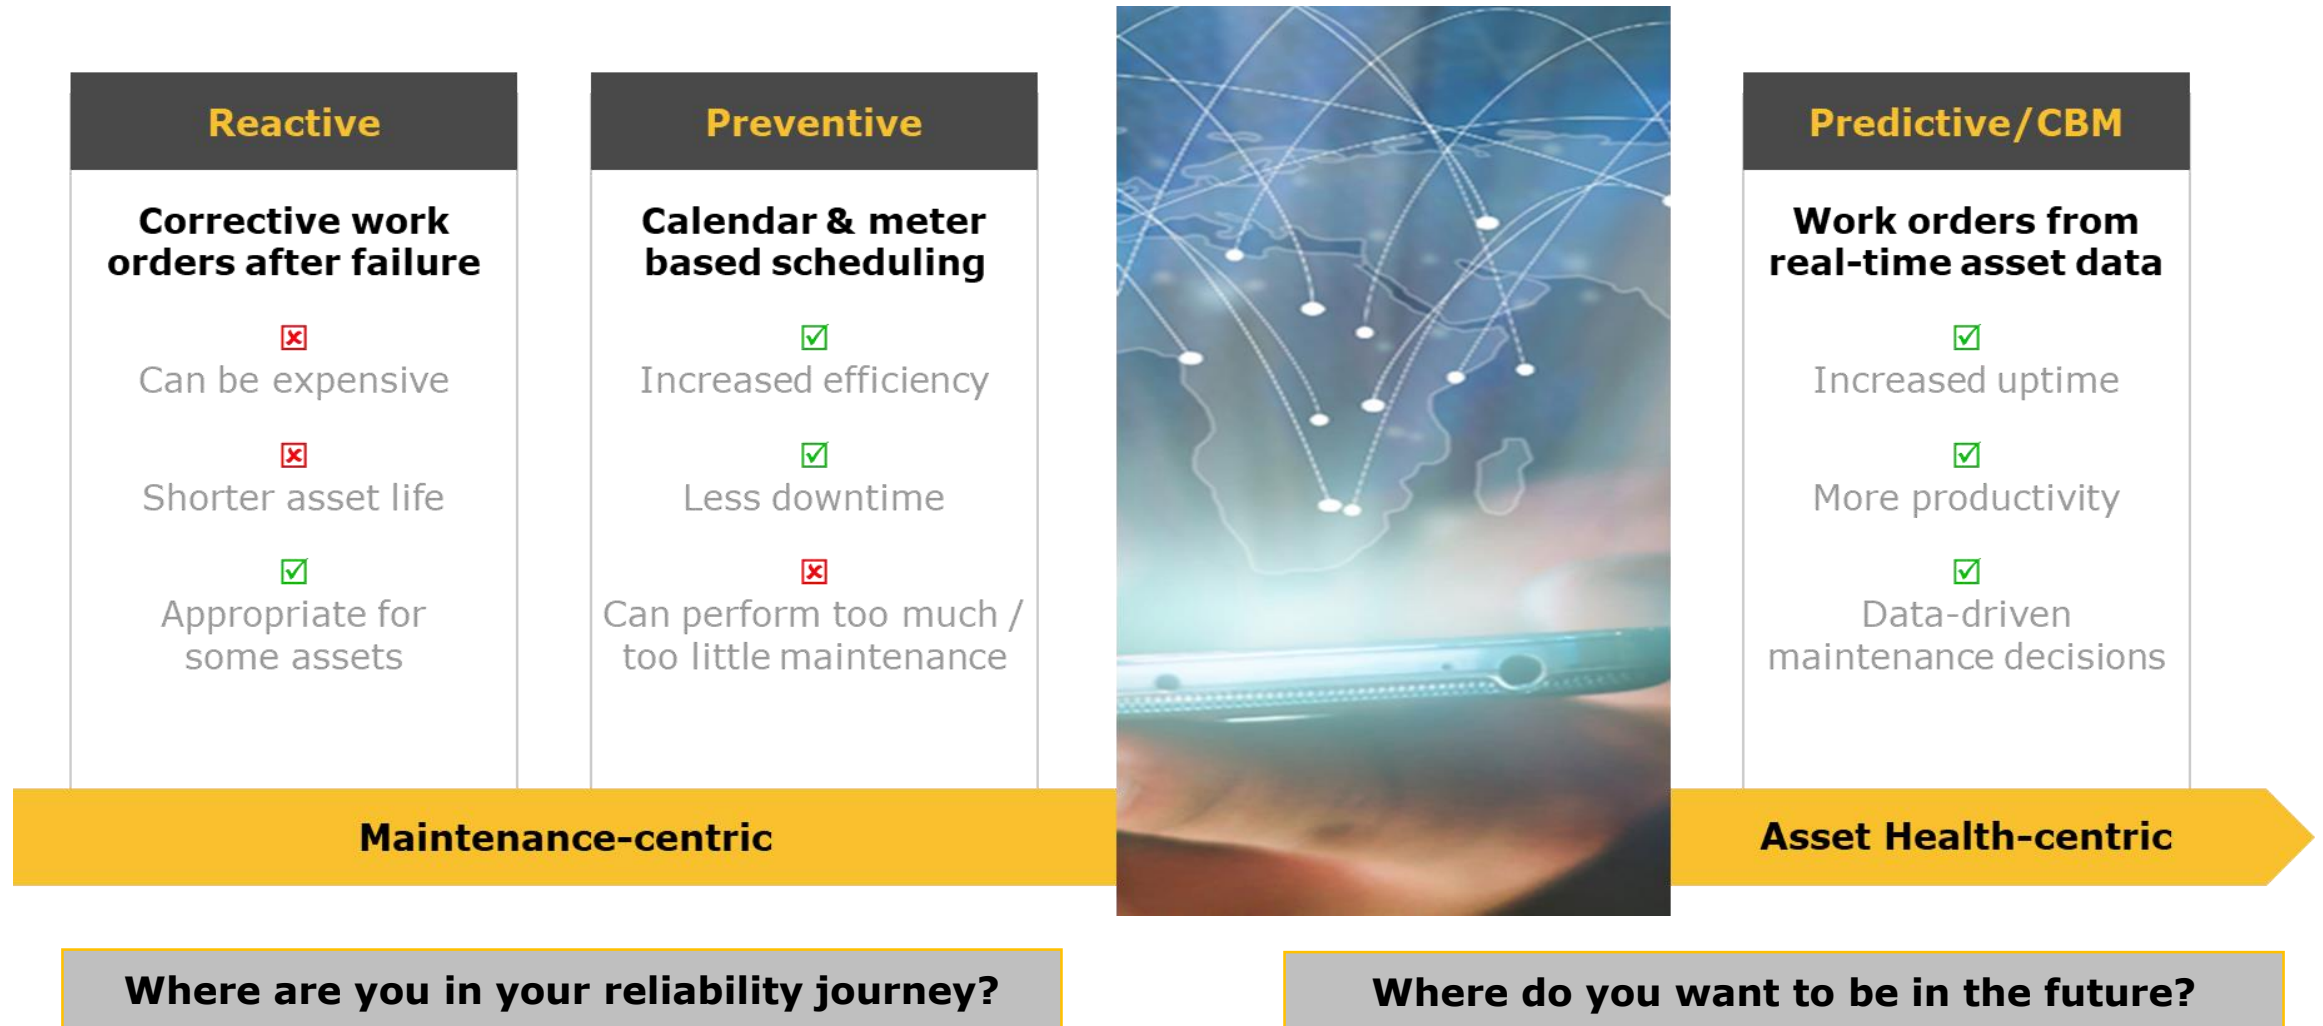 Reactive
Corrective work
orders after failure
☒
Can be expensive
☒
Shorter asset life
☑
Appropriate for
some assets
Preventive
Calendar & meter
based scheduling
☑
Increased efficiency
☑
Less downtime
☒
Can perform too much /
too little maintenance
Predictive/CBM
Work orders from
real-time asset data
☑
Increased uptime
☑
More productivity
☑
Data-driven
maintenance decisions
Maintenance-centric
Asset Health-centric
Where are you in your reliability journey?
Where do you want to be in the future?